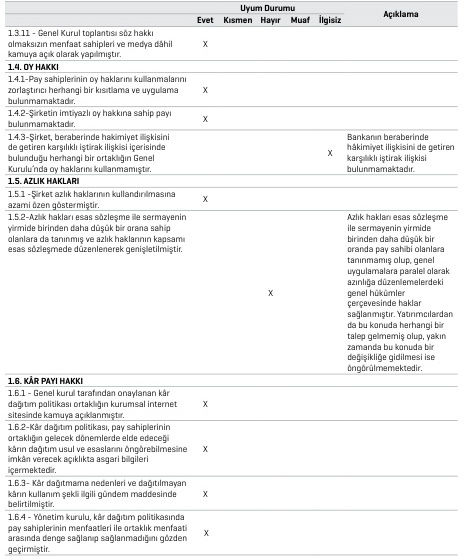 Uyum Durumu
Evet Kısmen Hayır Muaf İlgisiz Açıklama
1.3.11 - Genel Kurul toplantısı söz hakkı
olmaksızın menfaat sahipleri ve medya dâhil
kamuya açık olarak yapılmıştır.
X
1.4. OY HAKKI
1.4.1-Pay sahiplerinin oy haklarını kullanmalarını
zorlaştırıcı herhangi bir kısıtlama ve uygulama
bulunmamaktadır.
X
1.4.2-Şirketin imtiyazlı oy hakkına sahip payı
bulunmamaktadır.
X
1.4.3-Şirket, beraberinde hakimiyet ilişkisini
de getiren karşılıklı iştirak ilişkisi içerisinde
bulunduğu herhangi bir ortaklığın Genel
Kurulu'nda oy haklarını kullanmamıştır.
X
Bankanın beraberinde
hâkimiyet ilişkisini de getiren
karşılıklı iştirak ilişkisi
bulunmamaktadır.
1.5. AZLIK HAKLARI
1.5.1 -Şirket azlık haklarının kullandırılmasına
azami özen göstermiştir.
X
1.5.2-Azlık hakları esas sözleşme ile sermayenin
yirmide birinden daha düşük bir orana sahip
olanlara da tanınmış ve azlık haklarının kapsamı
esas sözleşmede düzenlenerek genişletilmiştir.
X
Azlık hakları esas sözleşme
ile sermayenin yirmide
birinden daha düşük bir
oranda pay sahibi olanlara
tanınmamış olup, genel
uygulamalara paralel olarak
azınlığa düzenlemelerdeki
genel hükümler
çerçevesinde haklar
sağlanmıştır. Yatırımcılardan
da bu konuda herhangi bir
talep gelmemiş olup, yakın
zamanda bu konuda bir
değişikliğe gidilmesi ise
öngörülmemektedir.
1.6. KÂR PAYI HAKKI
1.6.1 - Genel kurul tarafından onaylanan kâr
dağıtım politikası ortaklığın kurumsal internet
sitesinde kamuya açıklanmıştır.
X
1.6.2-Kâr dağıtım politikası, pay sahiplerinin
ortaklığın gelecek dönemlerde elde edeceği
kârın dağıtım usul ve esaslarını öngörebilmesine
imkân verecek açıklıkta asgari bilgileri
içermektedir.
X
1.6.3- Kâr dağıtmama nedenleri ve dağıtılmayan
kârın kullanım şekli ilgili gündem maddesinde
belirtilmiştir.
X
1.6.4 - Yönetim kurulu, kâr dağıtım politikasında
pay sahiplerinin menfaatleri ile ortaklık menfaati
arasında denge sağlanıp sağlanmadığını gözden
geçirmiştir.
X